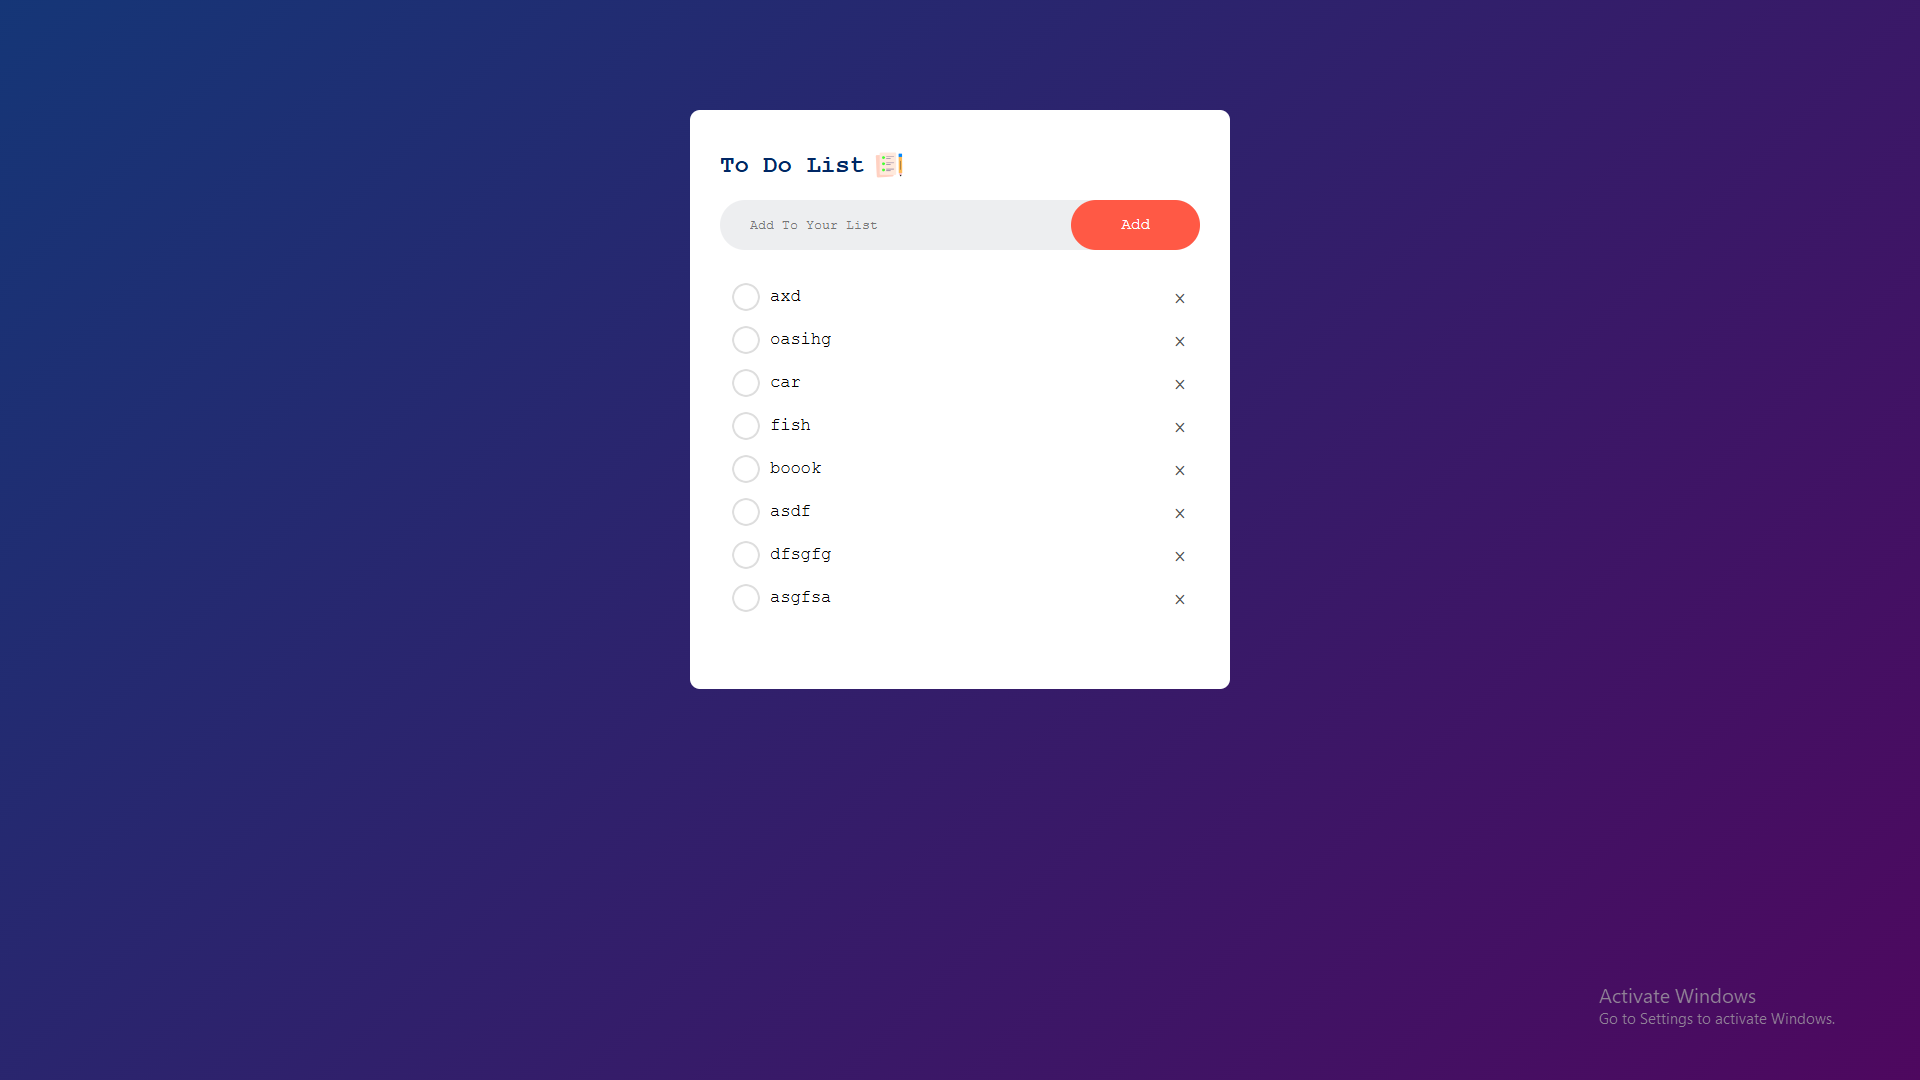 To Do List
Add To Your List
Add
axd x
oasihg x
car x
fish x
boook x
asdf x
dfsgfg x
asgfsa x
Activate Windows
Go to Settings to activate Windows.